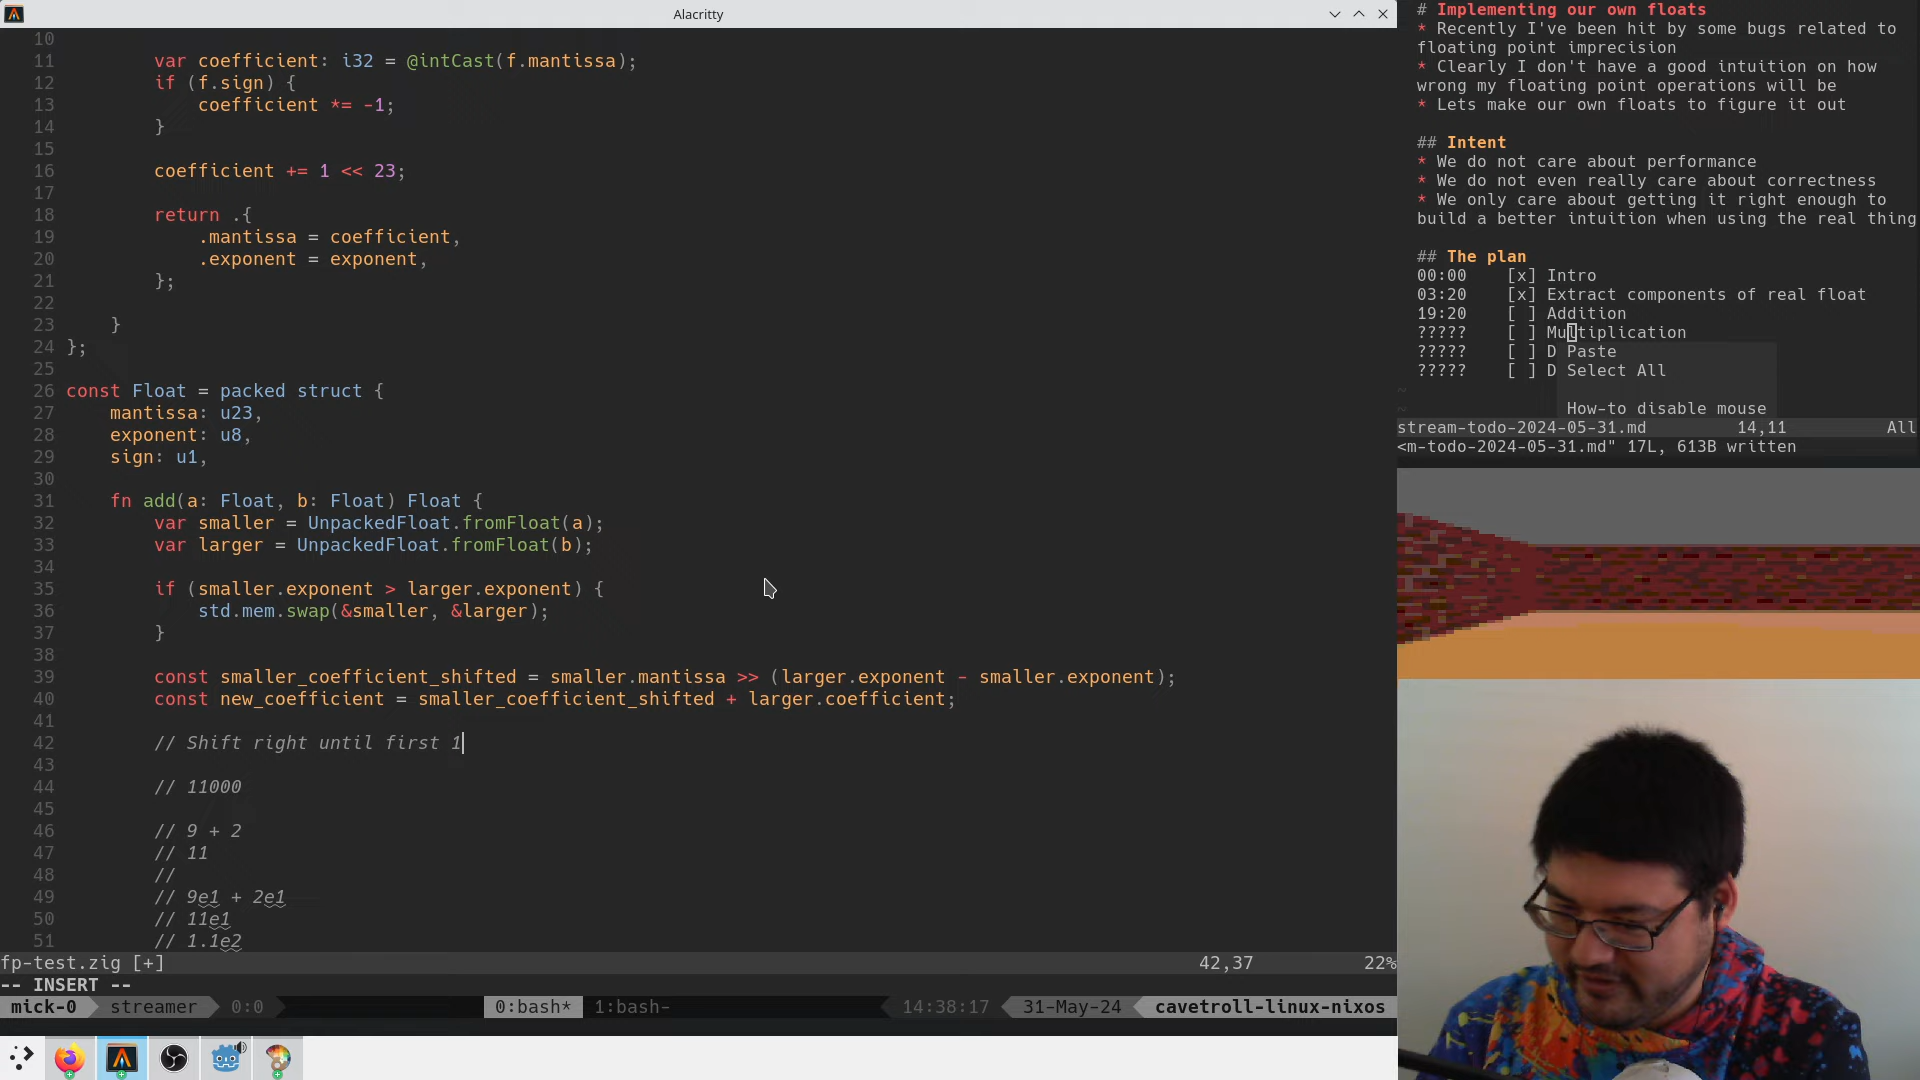 Alacritty
10
11 var coefficient: i32 = @intCast(f.mantissa);
12 if (f.sign) {
13 coefficient *= -1;
14 }
15
16 coefficient += 1 << 23;
17
18 return .{
19 .mantissa = coefficient,
20 .exponent = exponent,
21 };
22
23 }
24 };
25
26 const Float = packed struct {
27 mantissa: u23,
28 exponent: u8,
29 sign: u1,
30
31 fn add(a: Float, b: Float) Float {
32 var smaller = UnpackedFloat.fromFloat(a);
33 var larger = UnpackedFloat.fromFloat(b);
34
35 if (smaller.exponent > larger.exponent) {
36 std.mem.swap(&smaller, &larger);
37 }
38
39 const smaller_coefficient_shifted = smaller.mantissa >> (larger.exponent - smaller.exponent);
40 const new_coefficient = smaller_coefficient_shifted + larger.coefficient;
41
42 // Shift right until first 1
43
44 // 11000
45
46 // 9 + 2
47 // 11
48 //
49 // 9e1 + 2e1
50 // 11e1
51 // 1.1e2
fp-test.zig [+] 42,37 22%
-- INSERT --
mick-0 streamer 0:0 0:bash* 1:bash- 14:38:17 31-May-24 cavetroll-linux-nixos
# Implementing our own floats
* Recently I've been hit by some bugs related to
floating point imprecision
* Clearly I don't have a good intuition on how
wrong my floating point operations will be
* Lets make our own floats to figure it out
## Intent
* We do not care about performance
* We do not even really care about correctness
* We only care about getting it right enough to
build a better intuition when using the real thing
## The plan
00:00 [x] Intro
03:20 [x] Extract components of real float
19:20 [ ] Addition
????? [ ] Multiplication
????? [ ] D Paste
????? [ ] D Select All
~
~ How-to disable mouse
stream-todo-2024-05-31.md 14,11 All
<m-todo-2024-05-31.md" 17L, 613B written